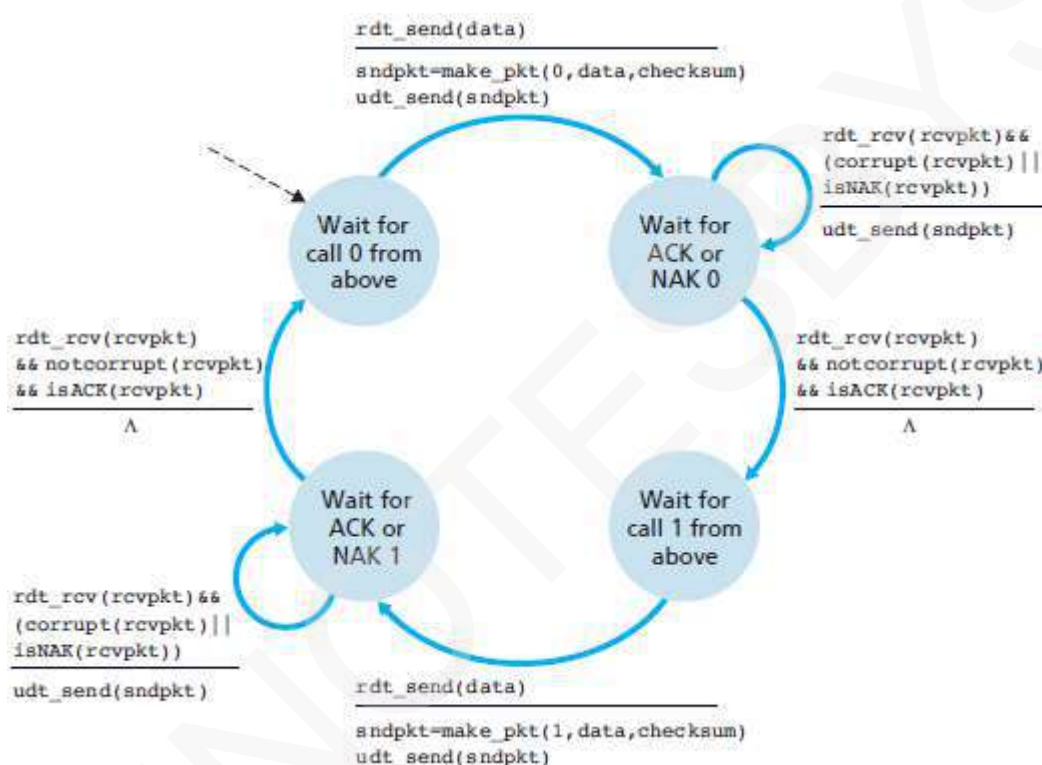 rdt_send(data)
sndpkt=make_pkt(0,data,checksum)
udt_send(sndpkt)
rdt_rcv(rcvpkt)&&
(corrupt(rcvpkt)||
isNAK(rcvpkt))
udt_send(sndpkt)
Wait for
call 0 from
above
Wait for
ACK or
NAK 0
rdt_rcv(rcvpkt)
&& notcorrupt(rcvpkt)
&& isACK(rcvpkt)
Λ
rdt_rcv(rcvpkt)
&& notcorrupt(rcvpkt)
&& isACK(rcvpkt)
Λ
Wait for
ACK or
NAK 1
Wait for
call 1 from
above
rdt_rcv(rcvpkt)&&
(corrupt(rcvpkt)||
isNAK(rcvpkt))
udt_send(sndpkt)
rdt_send(data)
sndpkt=make_pkt(1,data,checksum)
udt_send(sndpkt)